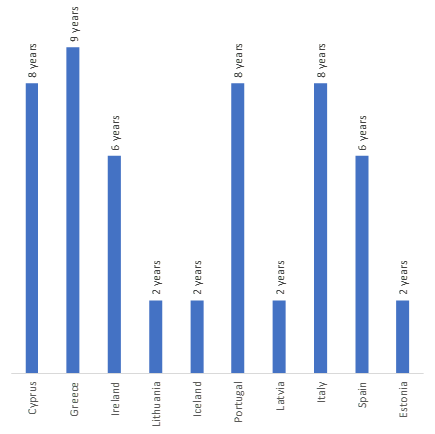 8 years
9 years
6 years
2 years
2 years
8 years
2 years
8 years
6 years
2 years
Cyprus
Greece
Ireland
Lithuania
Iceland
Portugal
Latvia
Italy
Spain
Estonia